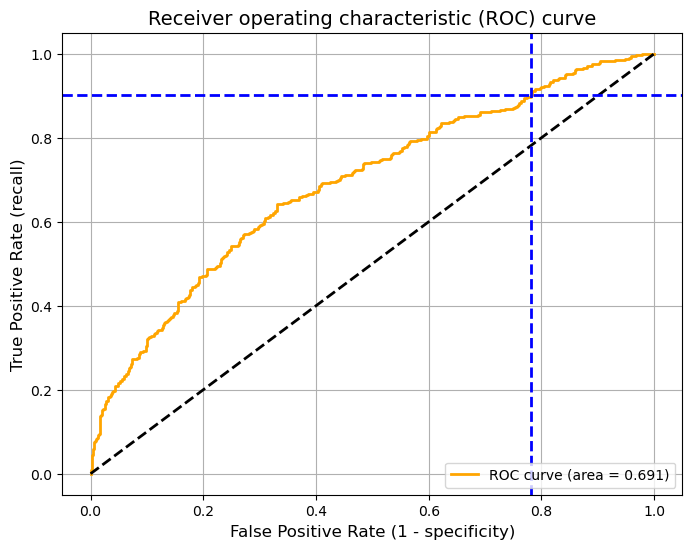 Receiver operating characteristic (ROC) curve
True Positive Rate (recall)
1.0
0.8
0.6
0.4
0.2
0.0
ROC curve (area = 0.691)
0.0 0.2 0.4 0.6 0.8 1.0
False Positive Rate (1 - specificity)